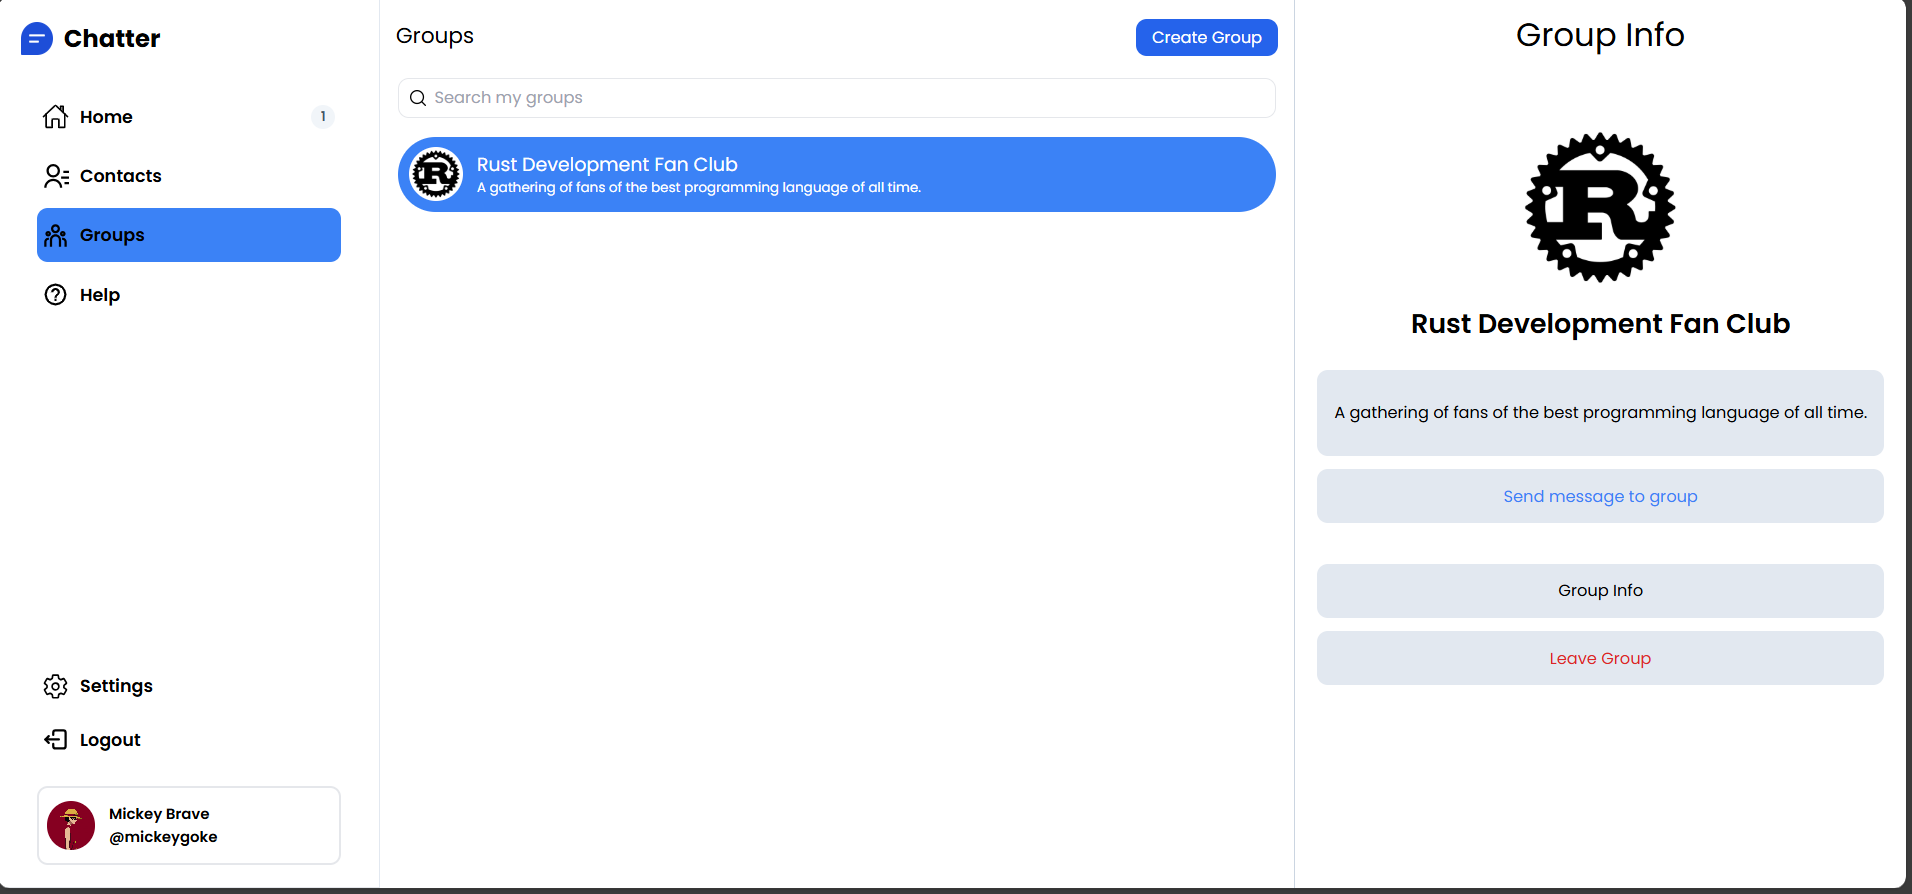 Chatter
Home
1
Contacts
Groups
Help
Settings
Logout
Mickey Brave
@mickeygoke
Groups
Create Group
Search my groups
R
Rust Development Fan Club
A gathering of fans of the best programming language of all time.
Group Info
R
Rust Development Fan Club
A gathering of fans of the best programming language of all time.
Send message to group
Group Info
Leave Group